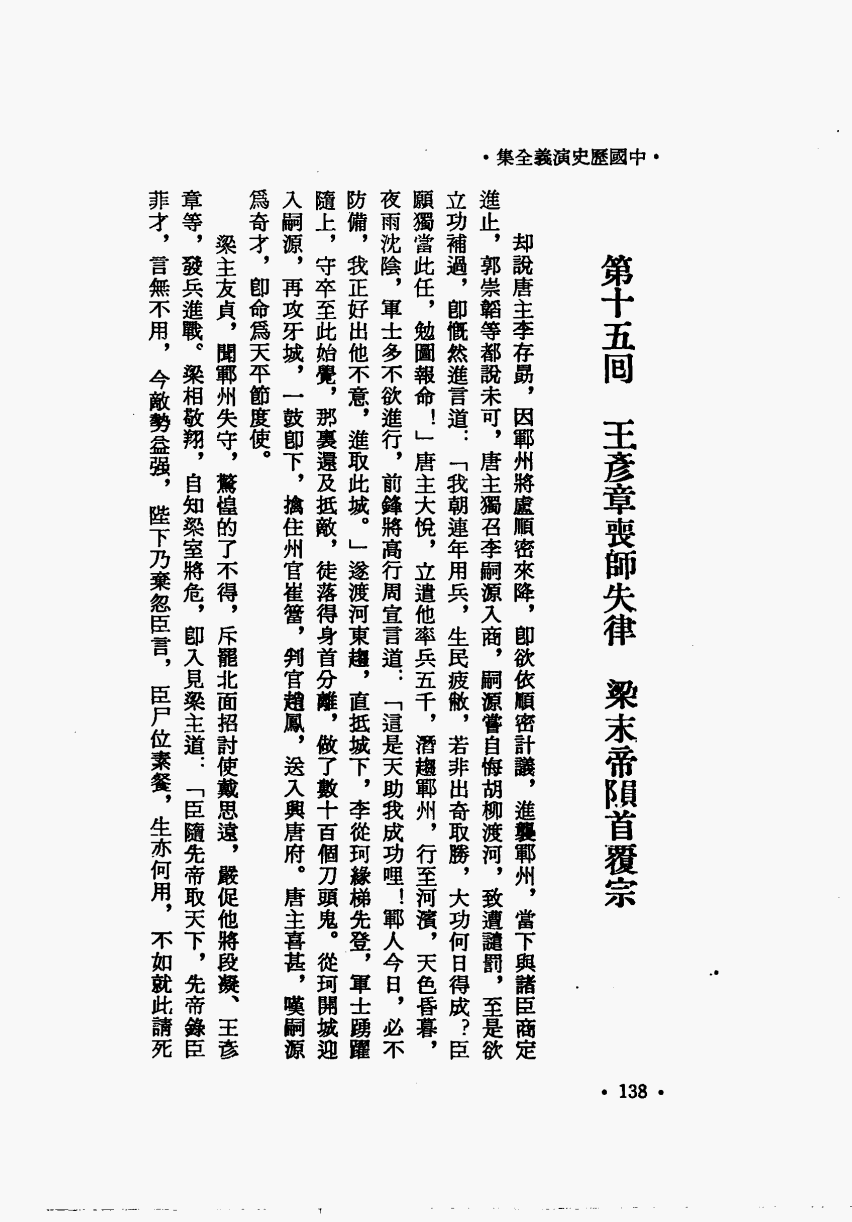 •中國歷史演義全集•
第十五回　王彥章喪師失律　梁末帝隕首覆宗
却說唐主李存勗，因鄆州將盧順密來降，卽欲依順密計議，進襲鄆州，當下與諸臣商定
進止，郭崇韜等都說未可，唐主獨召李嗣源入商，嗣源嘗自悔胡柳渡河，致遭譴罰，至是欲
立功補過，卽慨然進言道：「我朝連年用兵，生民疲敝，若非出奇取勝，大功何日得成？臣
願獨當此任，勉圖報命！」唐主大悅，立遣他率兵五千，潛趨鄆州，行至河濱，天色昏暮，
夜雨沈陰，軍士多不欲進行，前鋒將高行周宣言道：「這是天助我成功哩！鄆人今日，必不
防備，我正好出他不意，進取此城。」遂渡河東趨，直抵城下，李從珂緣梯先登，軍士踴躍
隨上，守卒至此始覺，那裏還及抵敵，徒落得身首分離，做了數十百個刀頭鬼。從珂開城迎
入嗣源，再攻牙城，一鼓卽下，擒住州官崔簹，判官趙鳳，送入興唐府。唐主喜甚，嘆嗣源
爲奇才，卽命爲天平節度使。
梁主友貞，聞鄆州失守，驚惶的了不得，斥罷北面招討使戴思遠，嚴促他將段凝、王彥
章等，發兵進戰。梁相敬翔，自知梁室將危，卽入見梁主道：「臣隨先帝取天下，先帝錄臣
菲才，言無不用，今敵勢益强，陛下乃棄忽臣言，臣尸位素餐，生亦何用，不如就此請死
•138•